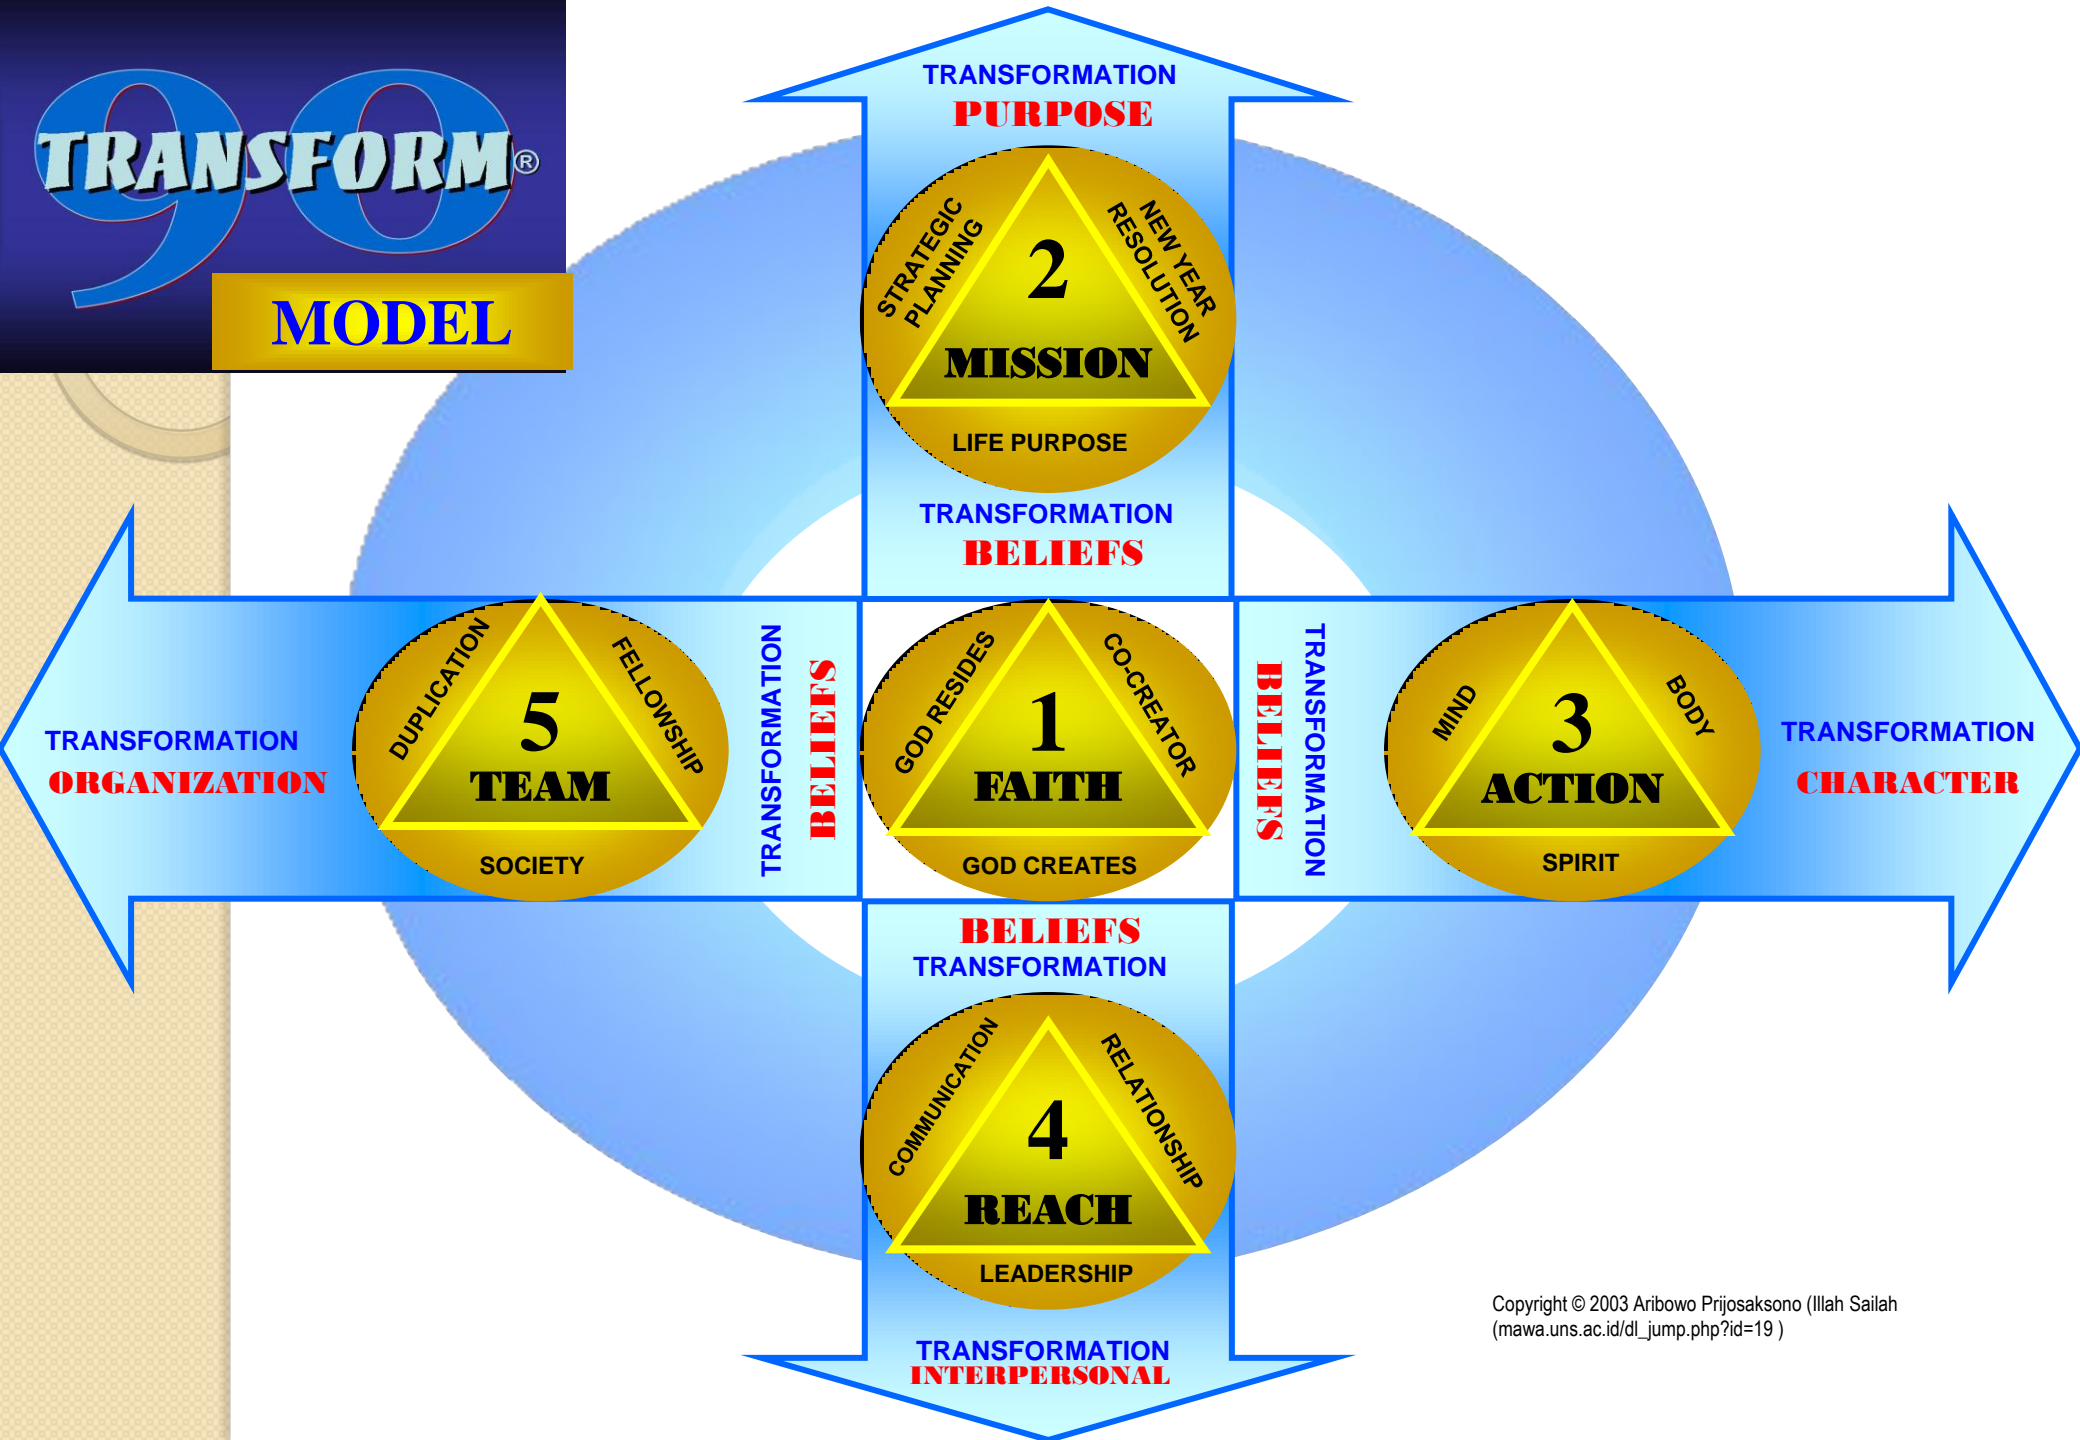 90
TRANSFORM®
MODEL
TRANSFORMATION
PURPOSE
STRATEGIC
PLANNING
NEW YEAR
RESOLUTION
2
MISSION
LIFE PURPOSE
TRANSFORMATION
BELIEFS
TRANSFORMATION
ORGANIZATION
DUPLICATION
FELLOWSHIP
5
TEAM
SOCIETY
TRANSFORMATION
BELIEFS
GOD RESIDES
CO-CREATOR
1
FAITH
GOD CREATES
BELIEFS
TRANSFORMATION
MIND
BODY
3
ACTION
SPIRIT
TRANSFORMATION
CHARACTER
BELIEFS
TRANSFORMATION
COMMUNICATION
RELATIONSHIP
4
REACH
LEADERSHIP
TRANSFORMATION
INTERPERSONAL
Copyright © 2003 Aribowo Prijosaksono (Illah Sailah
(mawa.uns.ac.id/dl_jump.php?id=19 )